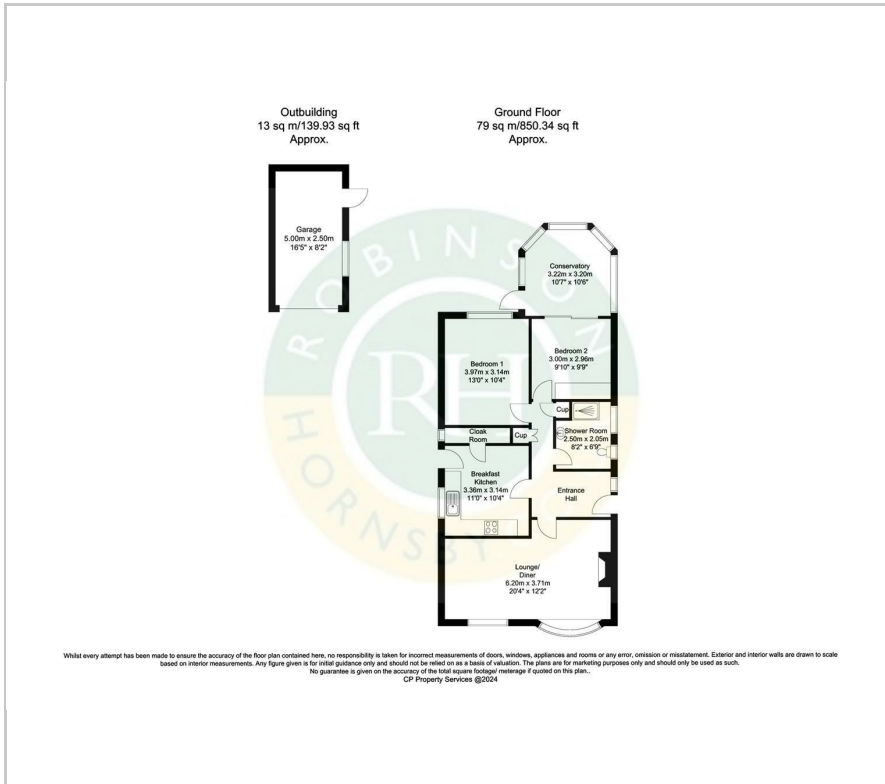 Outbuilding
13 sq m/139.93 sq ft
Approx.
Ground Floor
79 sq m/850.34 sq ft
Approx.
Garage
5.00m x 2.50m
16'5" x 8'2"
Conservatory
3.22m x 3.20m
10'7" x 10'6"
Bedroom 1
3.97m x 3.14m
13'0" x 10'4"
Bedroom 2
3.00m x 2.96m
9'10" x 9'9"
Cup
Shower Room
2.50m x 2.05m
8'2" x 6'9"
Cloak
Room
Cup
Breakfast
Kitchen
3.36m x 3.14m
11'0" x 10'4"
Entrance
Hall
Lounge/
Diner
6.20m x 3.71m
20'4" x 12'2"
ROBINSON
RH
HORNSBY
Whilst every attempt has been made to ensure the accuracy of the floor plan contained here, no responsibility is taken for incorrect measurements of doors, windows, appliances and rooms or any error, omission or misstatement. Exterior and interior walls are drawn to scale
based on interior measurements. Any figure given is for initial guidance only and should not be relied on as a basis of valuation. The plans are for marketing purposes only and should only be used as such.
No guarantee is given on the accuracy of the total square footage/ meterage if quoted on this plan..
CP Property Services @2024